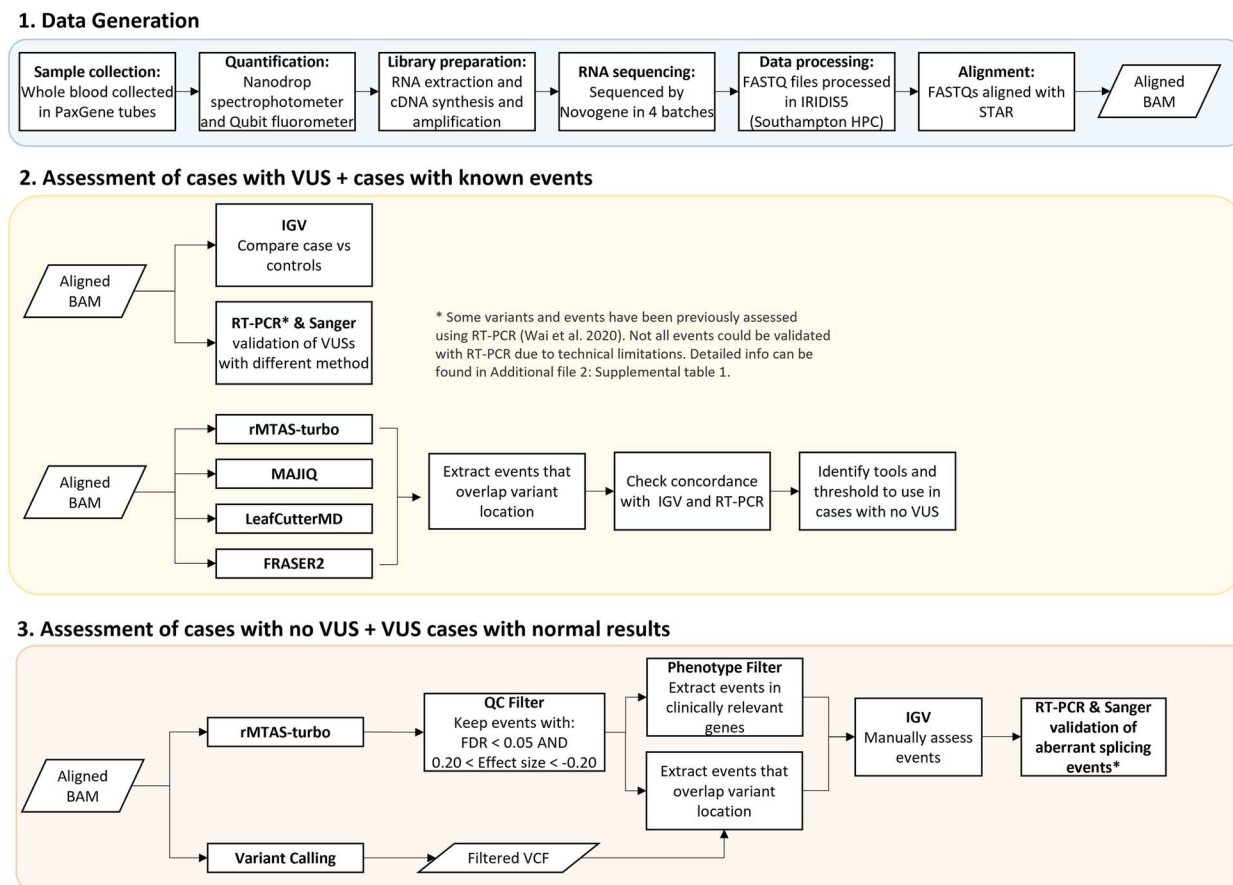 1. Data Generation
Sample collection:
Whole blood collected
in PaxGene tubes
Quantification:
Nanodrop
spectrophotometer
and Qubit fluorometer
Library preparation:
RNA extraction and
cDNA synthesis and
amplification
RNA sequencing:
Sequenced by
Novogene in 4 batches
Data processing:
FASTQ files processed
in IRIDIS5
(Southampton HPC)
Alignment:
FASTQs aligned with
STAR
Aligned
BAM
2. Assessment of cases with VUS + cases with known events
Aligned
BAM
IGV
Compare case vs
controls
RT-PCR* & Sanger
validation of VUSs
with different method
* Some variants and events have been previously assessed
using RT-PCR (Wai et al. 2020). Not all events could be validated
with RT-PCR due to technical limitations. Detailed info can be
found in Additional file 2: Supplemental table 1.
Aligned
BAM
rMTAS-turbo
MAJIQ
LeafCutterMD
FRASER2
Extract events that
overlap variant
location
Check concordance
with IGV and RT-PCR
Identify tools and
threshold to use in
cases with no VUS
3. Assessment of cases with no VUS + VUS cases with normal results
Aligned
BAM
rMTAS-turbo
QC Filter
Keep events with:
FDR < 0.05 AND
0.20 < Effect size < -0.20
Phenotype Filter
Extract events in
clinically relevant
genes
Extract events that
overlap variant
location
IGV
Manually assess
events
RT-PCR & Sanger
validation of
aberrant splicing
events*
Variant Calling
Filtered VCF